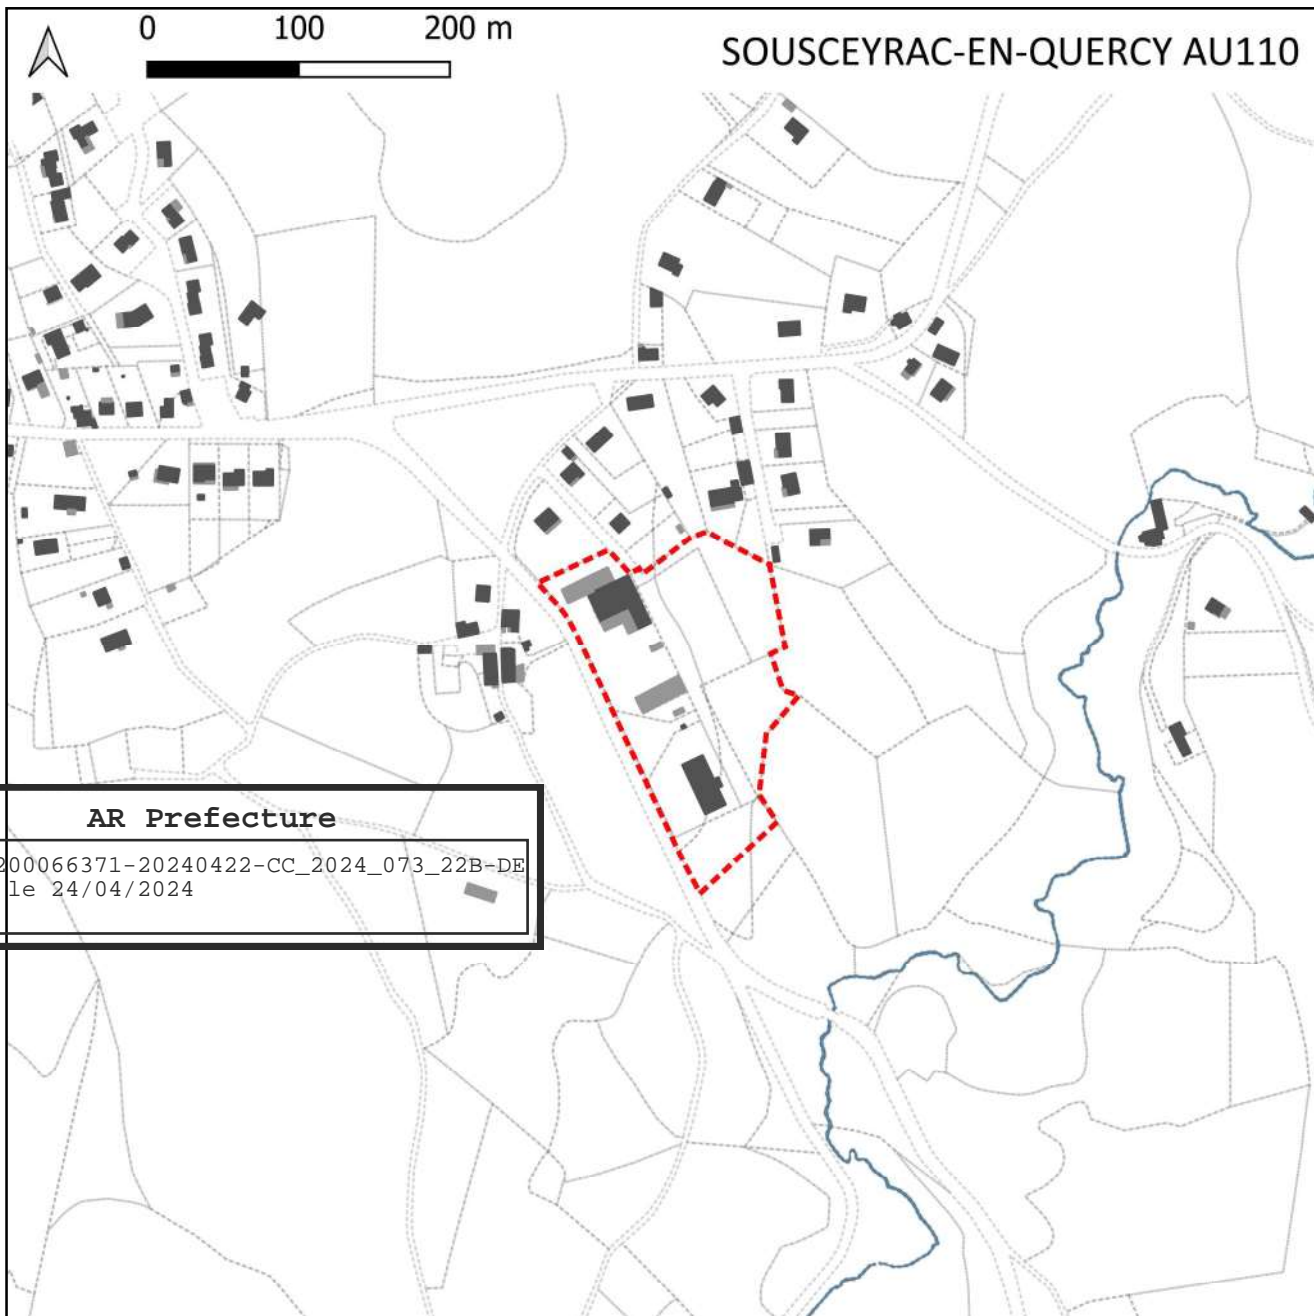 0 100 200 m
SOUSCEYRAC-EN-QUERCY AU110
AR Prefecture
200066371-20240422-CC_2024_073_22B-DE
le 24/04/2024